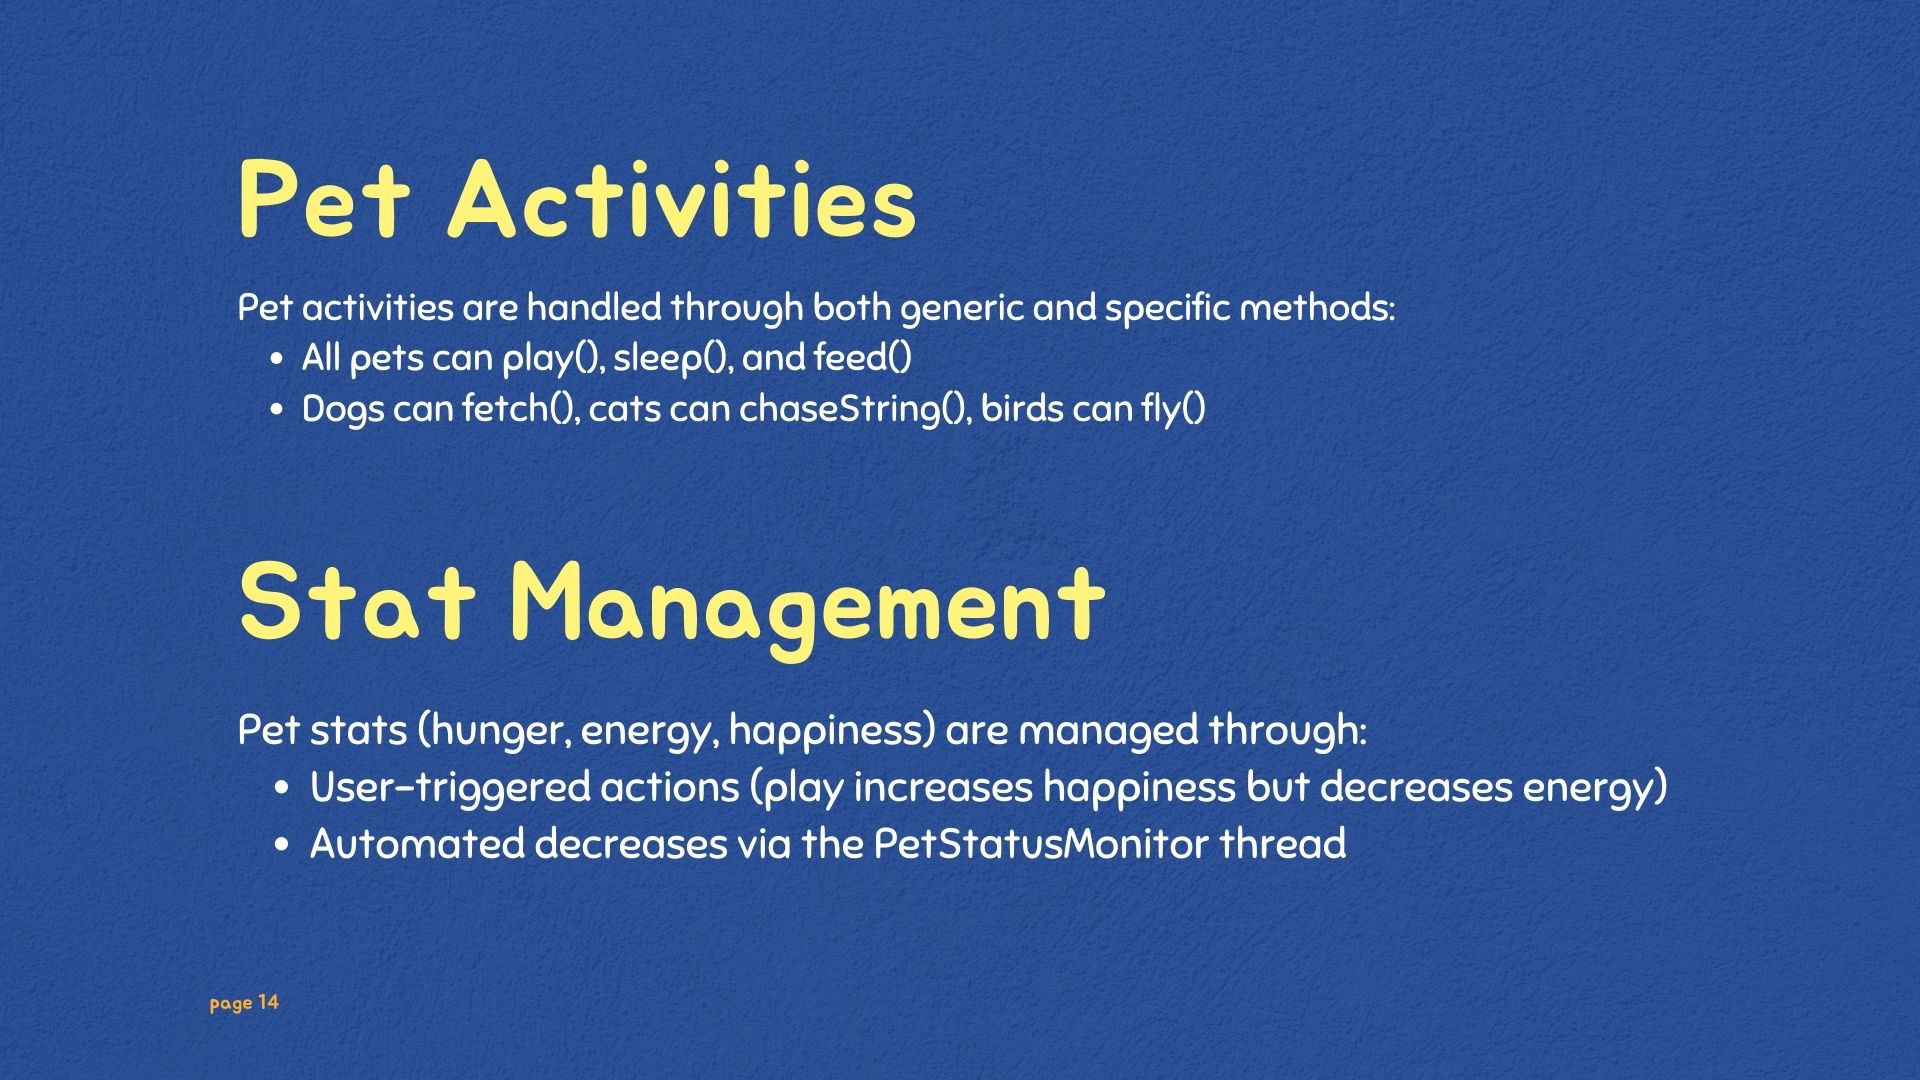 Pet Activities
Pet activities are handled through both generic and specific methods:
• All pets can play(), sleep(), and feed()
• Dogs can fetch(), cats can chaseString(), birds can fly()
Stat Management
Pet stats (hunger, energy, happiness) are managed through:
• User-triggered actions (play increases happiness but decreases energy)
• Automated decreases via the PetStatusMonitor thread
page 14